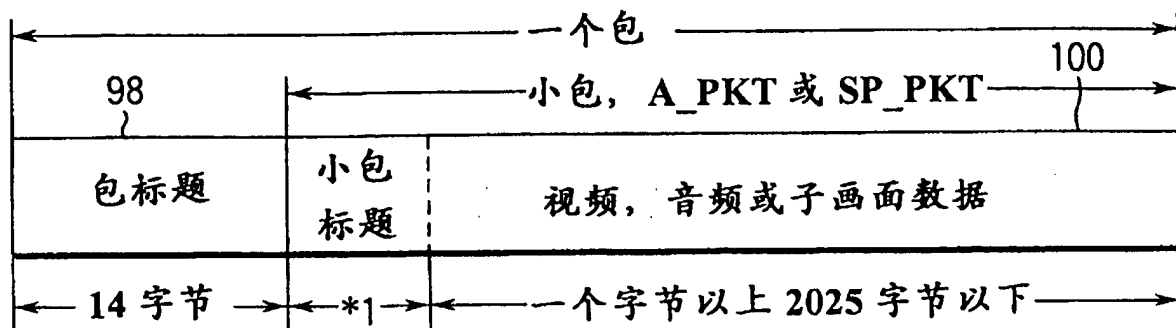 一个包
98
小包, A_PKT 或 SP_PKT
100
包标题
小包
标题
视频, 音频或子画面数据
14 字节
*1
一个字节以上 2025 字节以下